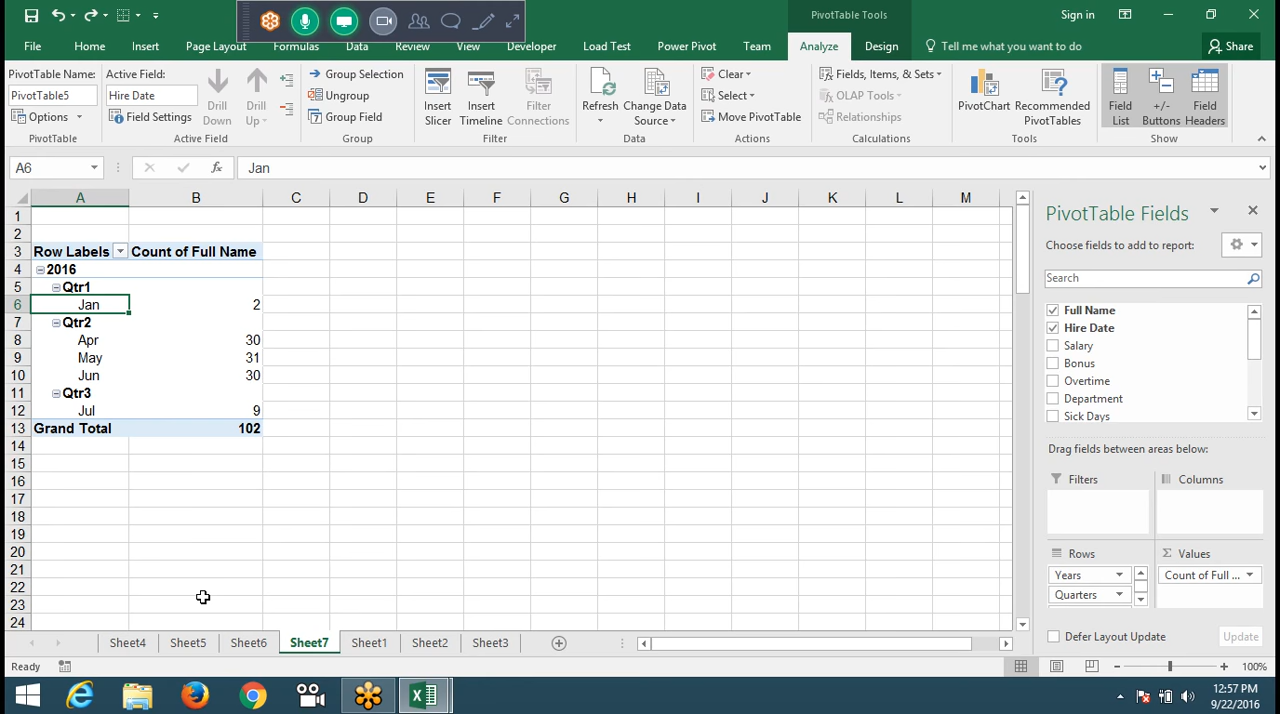 PivotTable Tools
Sign in
File Home Insert Page Layout Formulas Data Review View Developer Load Test Power Pivot Team Analyze Design Tell me what you want to do Share
PivotTable Name:
PivotTable5
Options
PivotTable
Active Field:
Hire Date
Field Settings
Drill Down
Drill Up
Active Field
Group Selection
Ungroup
Group Field
Group
Insert Slicer
Insert Timeline
Filter Connections
Filter
Refresh
Change Data Source
Data
Clear
Select
Move PivotTable
Actions
Fields, Items, & Sets
OLAP Tools
Relationships
Calculations
PivotChart
Recommended PivotTables
Tools
Field List
+/- Buttons
Field Headers
Show
A6
fx
Jan
A B C D E F G H I J K L M
1
2
3 Row Labels Count of Full Name
4 2016
5 Qtr1
6 Jan 2
7 Qtr2
8 Apr 30
9 May 31
10 Jun 30
11 Qtr3
12 Jul 9
13 Grand Total 102
14
15
16
17
18
19
20
21
22
23
24
PivotTable Fields
Choose fields to add to report:
Search
Full Name
Hire Date
Salary
Bonus
Overtime
Department
Sick Days
Drag fields between areas below:
Filters
Columns
Rows
Σ Values
Years
Count of Full ...
Quarters
Defer Layout Update
Update
Sheet4 Sheet5 Sheet6 Sheet7 Sheet1 Sheet2 Sheet3
Ready
100%
12:57 PM
9/22/2016